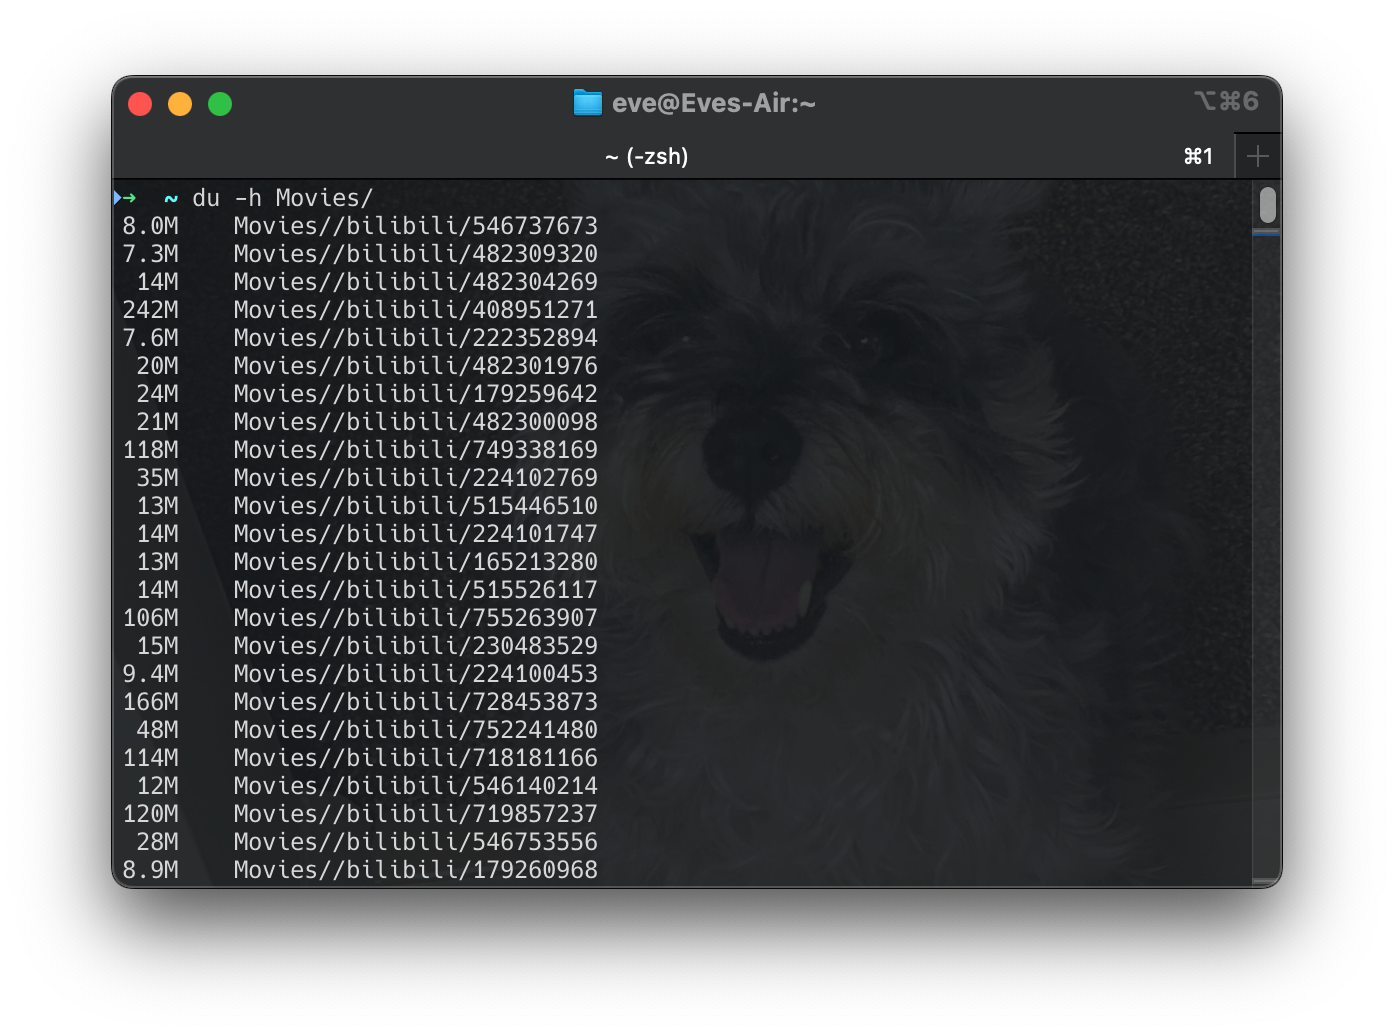 eve@Eves-Air:~ ⌥⌘6
~ (-zsh) ⌘1
➜ ~ du -h Movies/
8.0M Movies//bilibili/546737673
7.3M Movies//bilibili/482309320
14M Movies//bilibili/482304269
242M Movies//bilibili/408951271
7.6M Movies//bilibili/222352894
20M Movies//bilibili/482301976
24M Movies//bilibili/179259642
21M Movies//bilibili/482300098
118M Movies//bilibili/749338169
35M Movies//bilibili/224102769
13M Movies//bilibili/515446510
14M Movies//bilibili/224101747
13M Movies//bilibili/165213280
14M Movies//bilibili/515526117
106M Movies//bilibili/755263907
15M Movies//bilibili/230483529
9.4M Movies//bilibili/224100453
166M Movies//bilibili/728453873
48M Movies//bilibili/752241480
114M Movies//bilibili/718181166
12M Movies//bilibili/546140214
120M Movies//bilibili/719857237
28M Movies//bilibili/546753556
8.9M Movies//bilibili/179260968